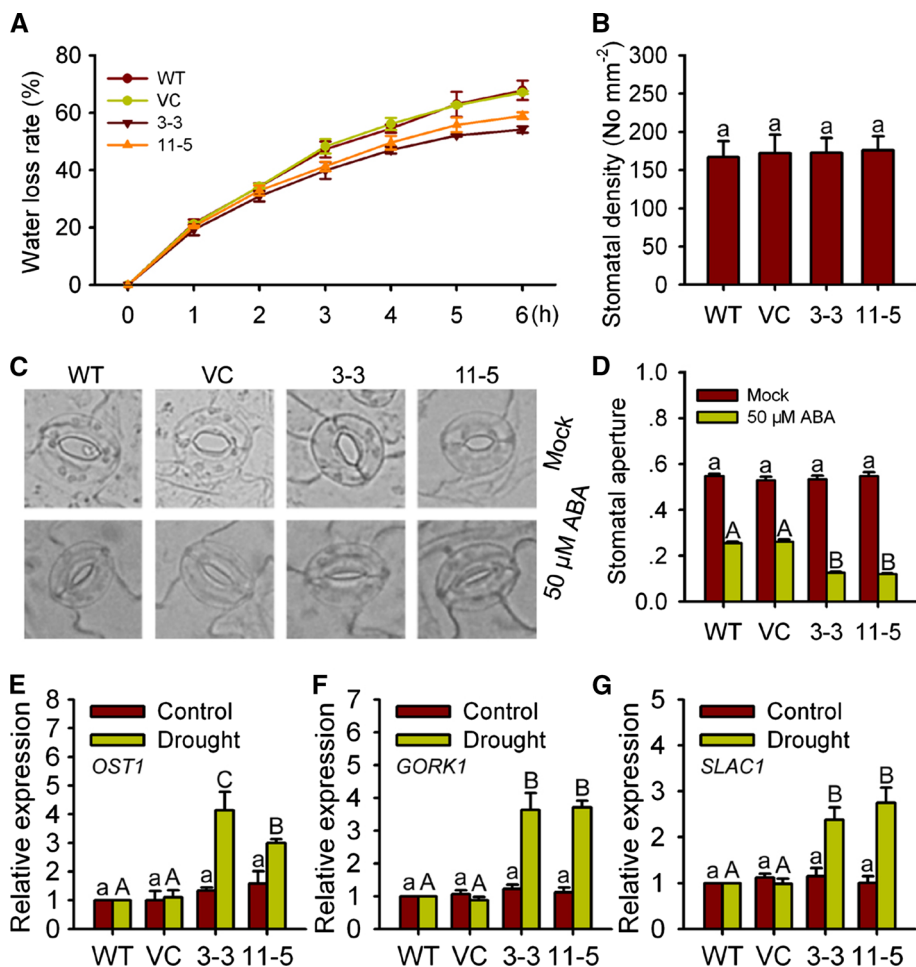 A
Water loss rate (%)
80
60
40
20
0
WT
VC
3-3
11-5
0 1 2 3 4 5 6 (h)
B
Stomatal density (No mm⁻²)
300
250
200
150
100
50
0
a a a a
WT VC 3-3 11-5
C
WT VC 3-3 11-5
Mock
50 µM ABA
D
Stomatal aperture
1.0
.8
.6
.4
.2
0.0
Mock
50 µM ABA
a a a a
A A B B
WT VC 3-3 11-5
E
Relative expression
8
7
6
5
4
3
2
1
0
Control
Drought
OST1
a A a A a C a B
WT VC 3-3 11-5
F
Relative expression
7
6
5
4
3
2
1
0
Control
Drought
GORK1
a A a A a B a B
WT VC 3-3 11-5
G
Relative expression
5
4
3
2
1
0
Control
Drought
SLAC1
a A a A a B a B
WT VC 3-3 11-5